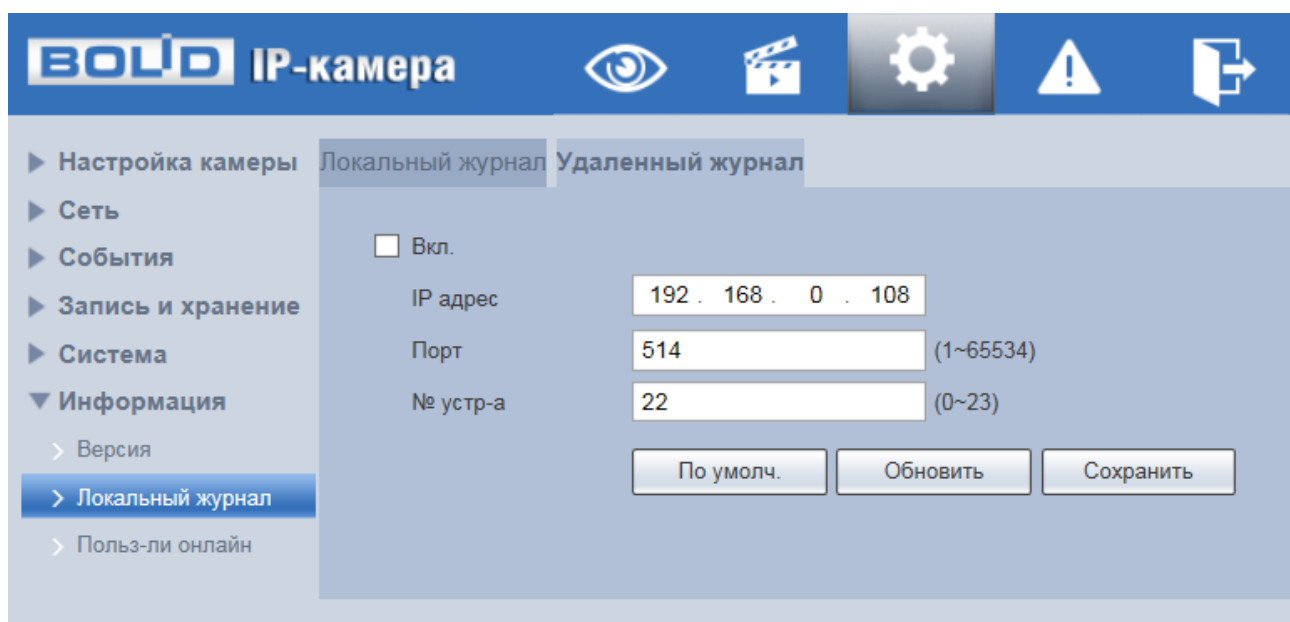 BOLID IP-камера
Настройка камеры
Сеть
События
Запись и хранение
Система
Информация
Версия
Локальный журнал
Польз-ли онлайн
Локальный журнал Удаленный журнал
Вкл.
IP адрес 192 . 168 . 0 . 108
Порт 514 (1~65534)
№ устр-а 22 (0~23)
По умолч. Обновить Сохранить